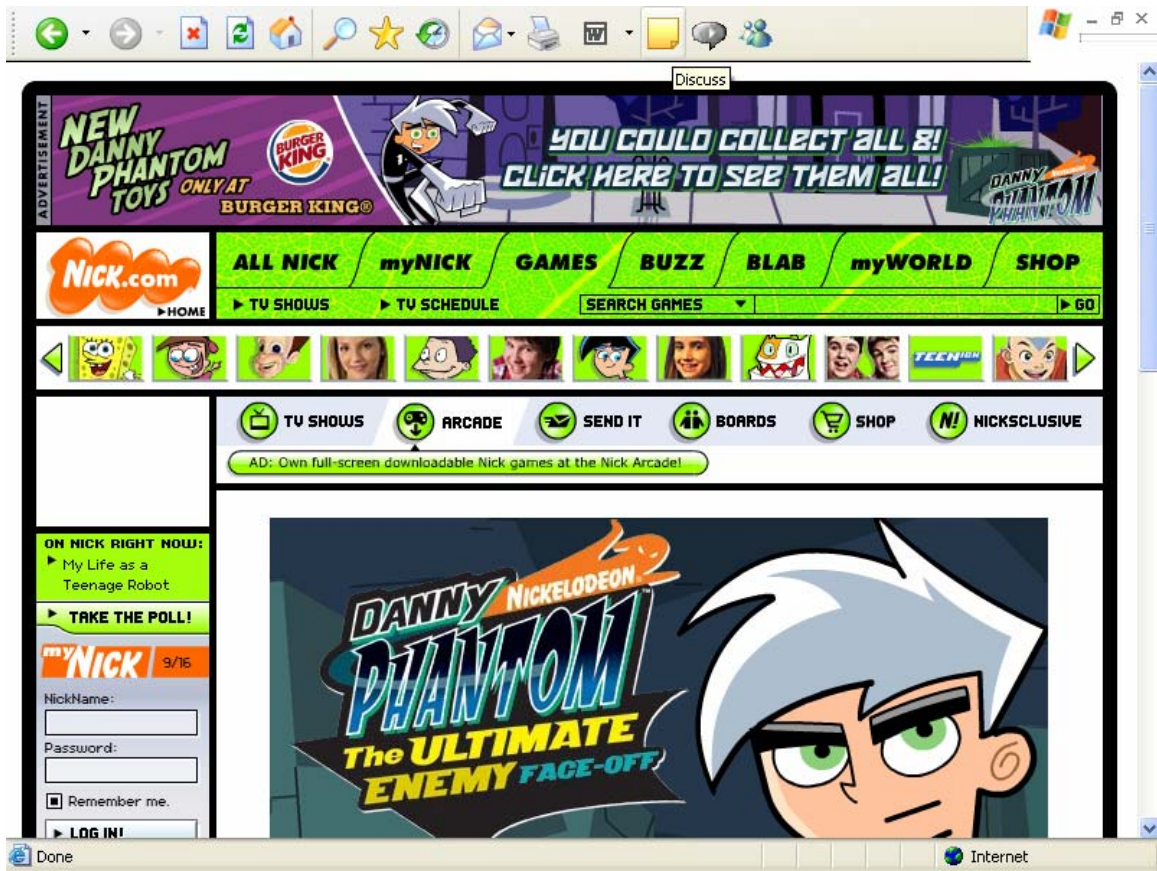 Discuss
ADVERTISEMENT
NEW
DANNY
PHANTOM
TOYS ONLY AT
BURGER KING®
BURGER
KING
YOU COULD COLLECT ALL 8!
CLICK HERE TO SEE THEM ALL!
DANNY
PHANTOM
NICK.com
HOME
ALL NICK myNICK GAMES BUZZ BLAB myWORLD SHOP
TV SHOWS TV SCHEDULE SEARCH GAMES GO
TEENICK
TV SHOWS ARCADE SEND IT BOARDS SHOP N! NICKSCLUSIVE
AD: Own full-screen downloadable Nick games at the Nick Arcade!
ON NICK RIGHT NOW:
My Life as a
Teenage Robot
TAKE THE POLL!
myNICK 9/16
NickName:
Password:
Remember me.
LOG IN!
NICKELODEON
DANNY
PHANTOM™
The ULTIMATE
ENEMY FACE-OFF
Done Internet